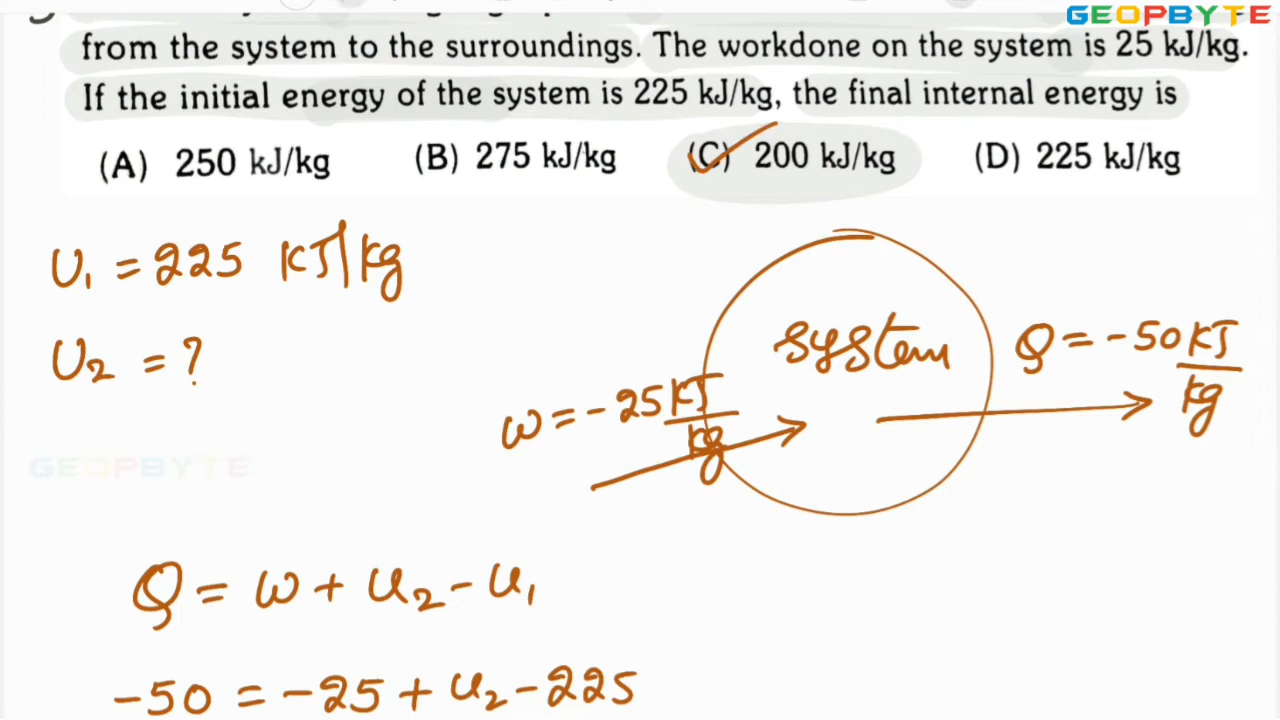 GEOPBYTE
from the system to the surroundings. The workdone on the system is 25 kJ/kg.
If the initial energy of the system is 225 kJ/kg, the final internal energy is
(A) 250 kJ/kg (B) 275 kJ/kg (C) 200 kJ/kg (D) 225 kJ/kg
U₁ = 225 KJ/kg
U₂ = ?
system
Q = -50 KJ/kg
W = -25 KJ/kg
GEOPBYTE
Q = W + U₂ - U₁
-50 = -25 + U₂ - 225